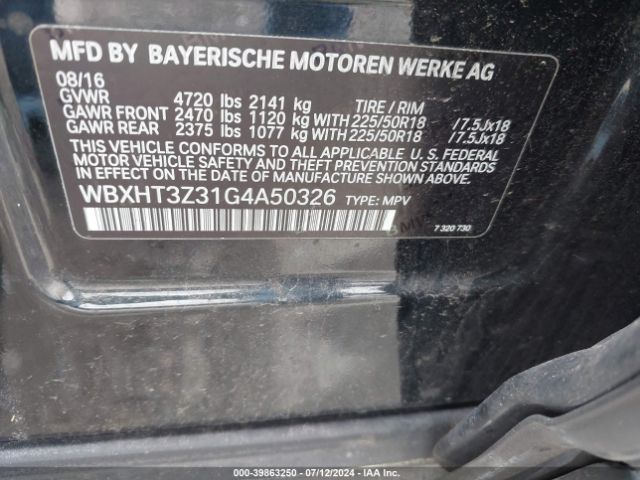 MFD BY BAYERISCHE MOTOREN WERKE AG
08/16
GVWR 4720 lbs 2141 kg TIRE / RIM
GAWR FRONT 2470 lbs 1120 kg WITH 225/50R18 /7.5Jx18
GAWR REAR 2375 lbs 1077 kg WITH 225/50R18 /7.5Jx18
THIS VEHICLE CONFORMS TO ALL APPLICABLE U. S. FEDERAL
MOTOR VEHICLE SAFETY AND THEFT PREVENTION STANDARDS
IN EFFECT ON THE DATE OF MANUFACTURE SHOWN ABOVE.
WBXHT3Z31G4A50326 TYPE: MPV
7 320 730
000-39863250 - 07/12/2024 - IAAI.COM COPART